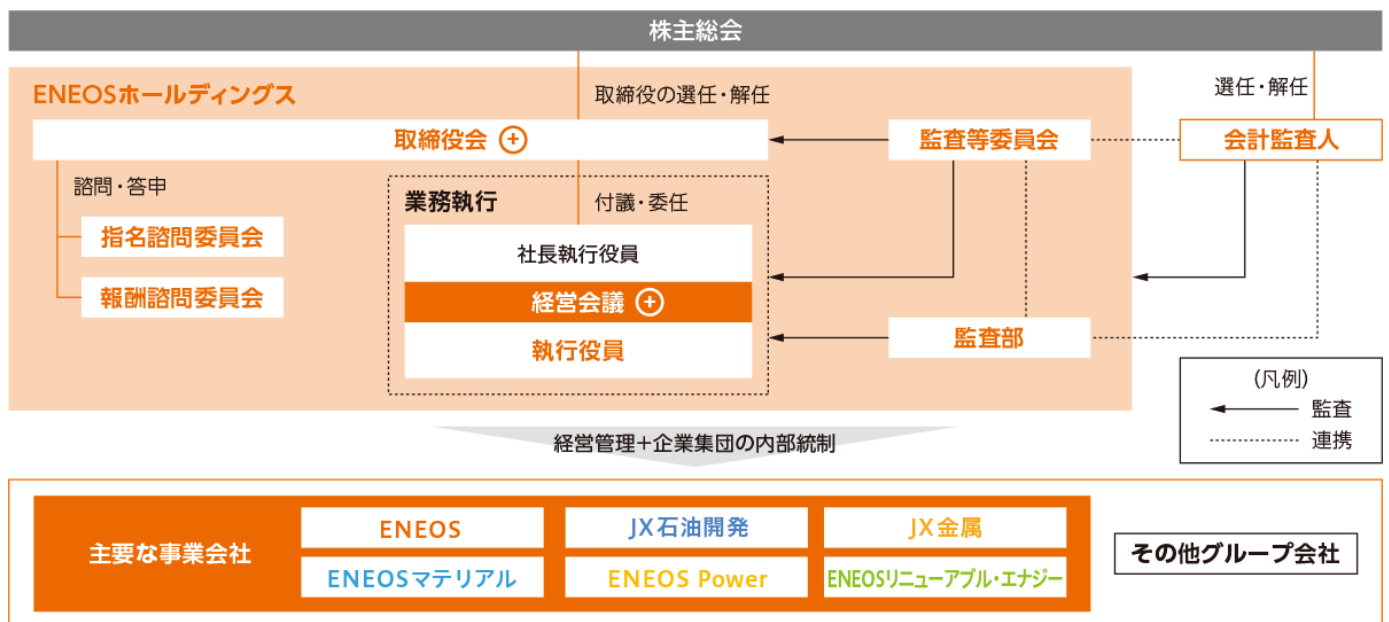 株主総会
ENEOSホールディングス
取締役の選任・解任
選任・解任
取締役会
監査等委員会
会計監査人
諮問・答申
業務執行
付議・委任
指名諮問委員会
社長執行役員
報酬諮問委員会
経営会議
執行役員
監査部
(凡例)
監査
連携
経営管理+企業集団の内部統制
主要な事業会社
ENEOS
JX石油開発
JX金属
ENEOSマテリアル
ENEOS Power
ENEOSリニューアブル・エナジー
その他グループ会社